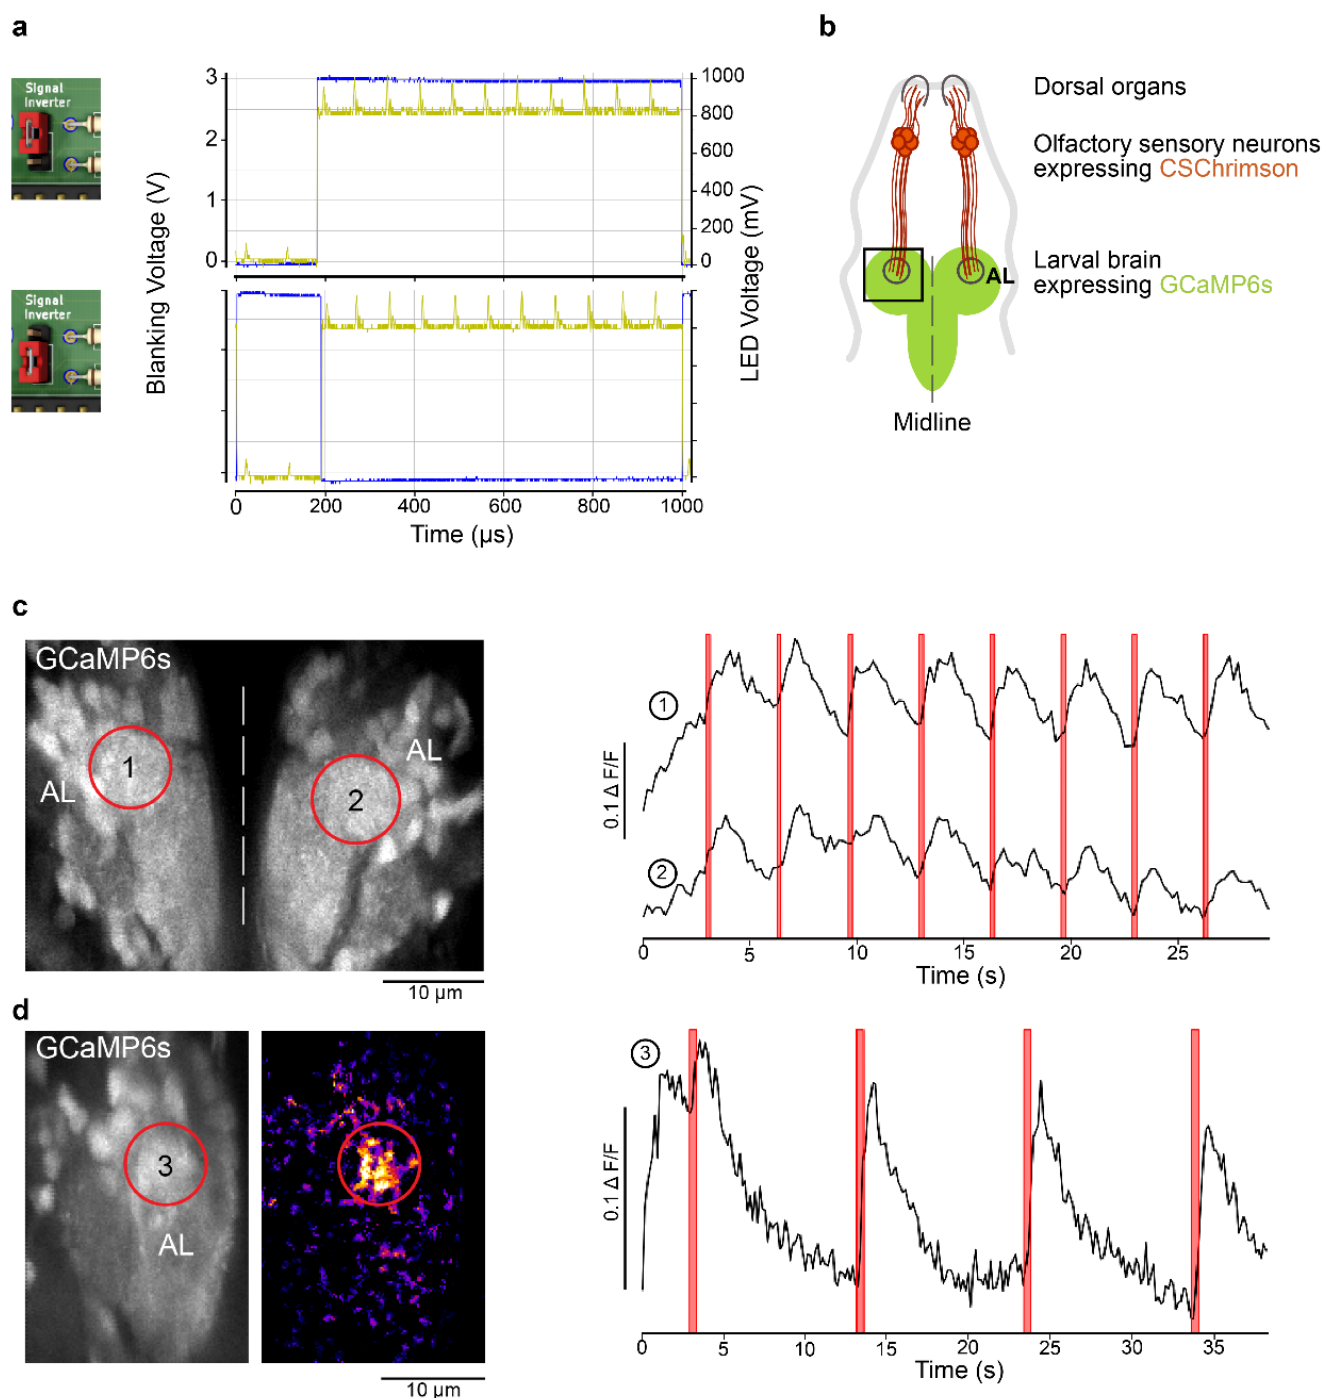 a
Signal
Inverter
Signal
Inverter
Blanking Voltage (V)
3
2
1
0
1000
800
600
400
200
0
LED Voltage (mV)
0
200
400
600
800
1000
Time (µs)
b
Dorsal organs
Olfactory sensory neurons
expressing CSChrimson
Larval brain
expressing GCaMP6s
AL
Midline
c
GCaMP6s
1
AL
2
AL
10 µm
1
2
0.1 Δ F/F
0
5
10
15
20
25
Time (s)
d
GCaMP6s
3
AL
10 µm
3
0.1 Δ F/F
0
5
10
15
20
25
30
35
Time (s)